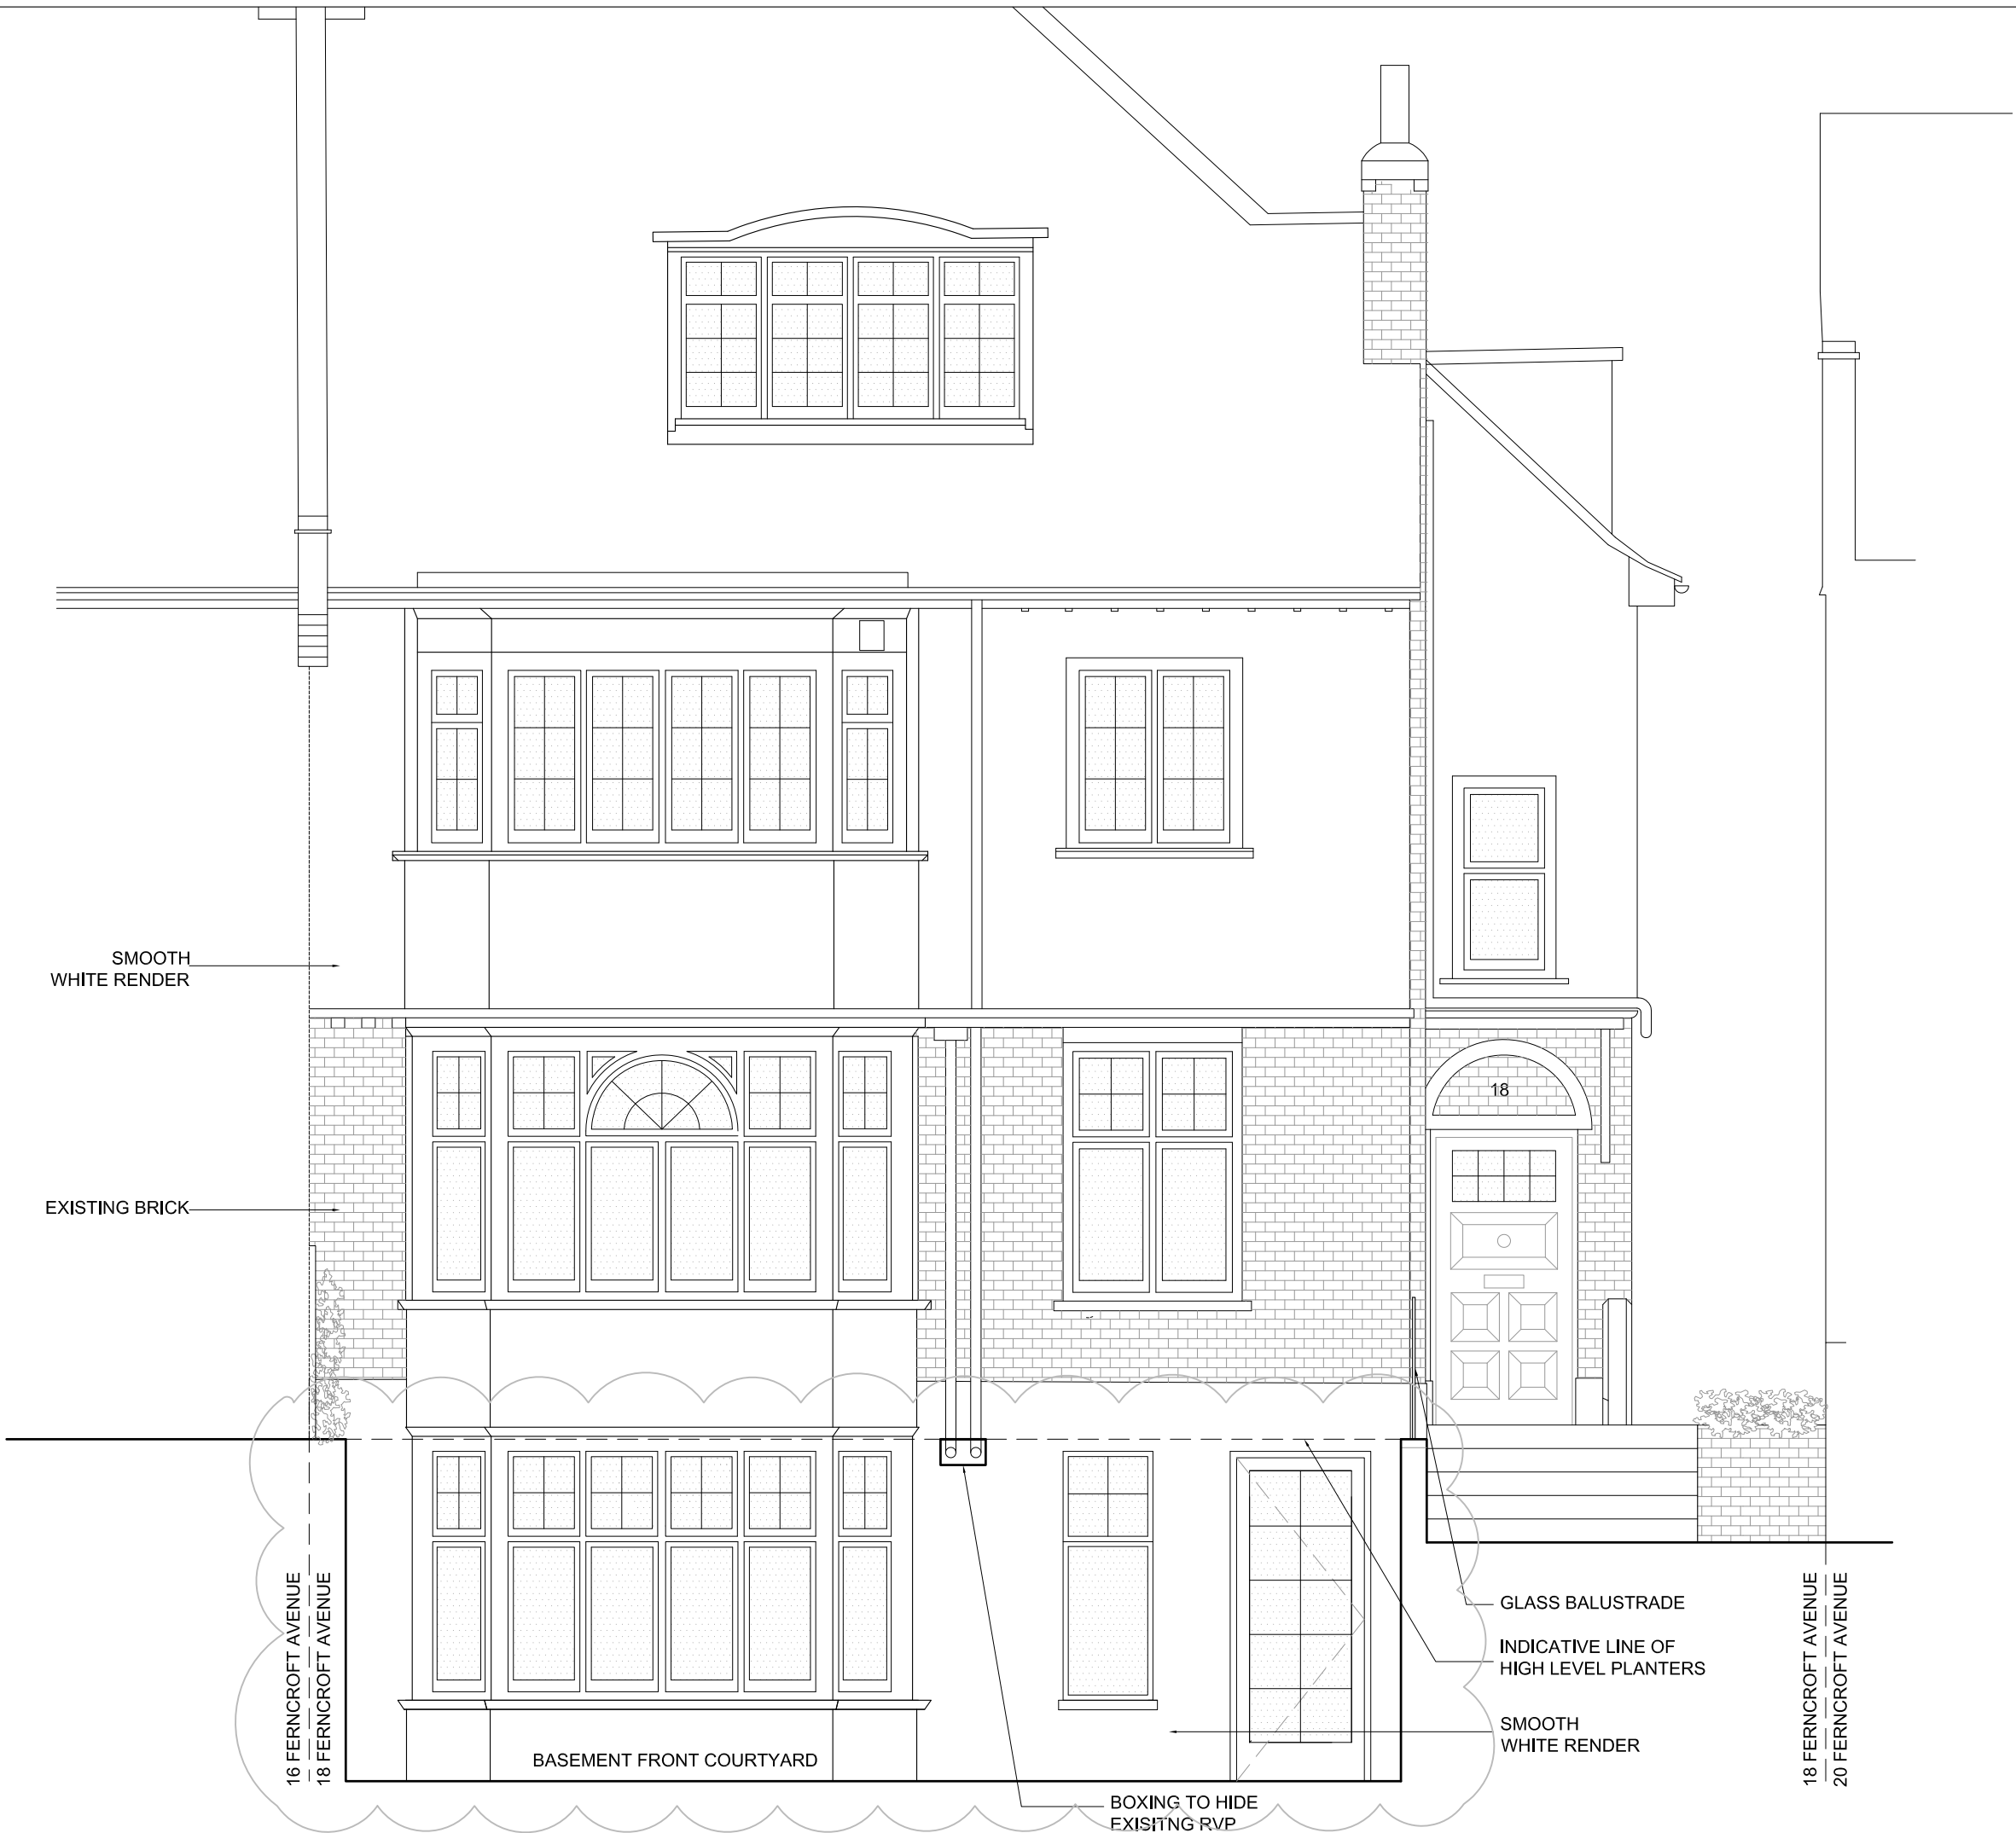 SMOOTH
WHITE RENDER
EXISTING BRICK
18
GLASS BALUSTRADE
INDICATIVE LINE OF
HIGH LEVEL PLANTERS
SMOOTH
WHITE RENDER
BASEMENT FRONT COURTYARD
BOXING TO HIDE
EXISITNG RVP
16 FERNCROFT AVENUE
18 FERNCROFT AVENUE
18 FERNCROFT AVENUE
20 FERNCROFT AVENUE